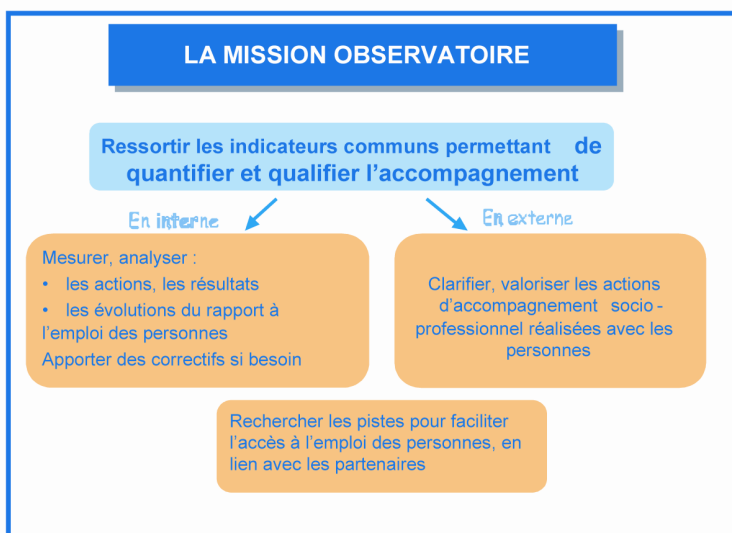 LA MISSION OBSERVATOIRE
Ressortir les indicateurs communs permettant de
quantifier et qualifier l'accompagnement
En interne
En externe
Mesurer, analyser :
• les actions, les résultats
• les évolutions du rapport à
l'emploi des personnes
Apporter des correctifs si besoin
Clarifier, valoriser les actions
d'accompagnement socio -
professionnel réalisées avec les
personnes
Rechercher les pistes pour faciliter
l'accès à l'emploi des personnes, en
lien avec les partenaires